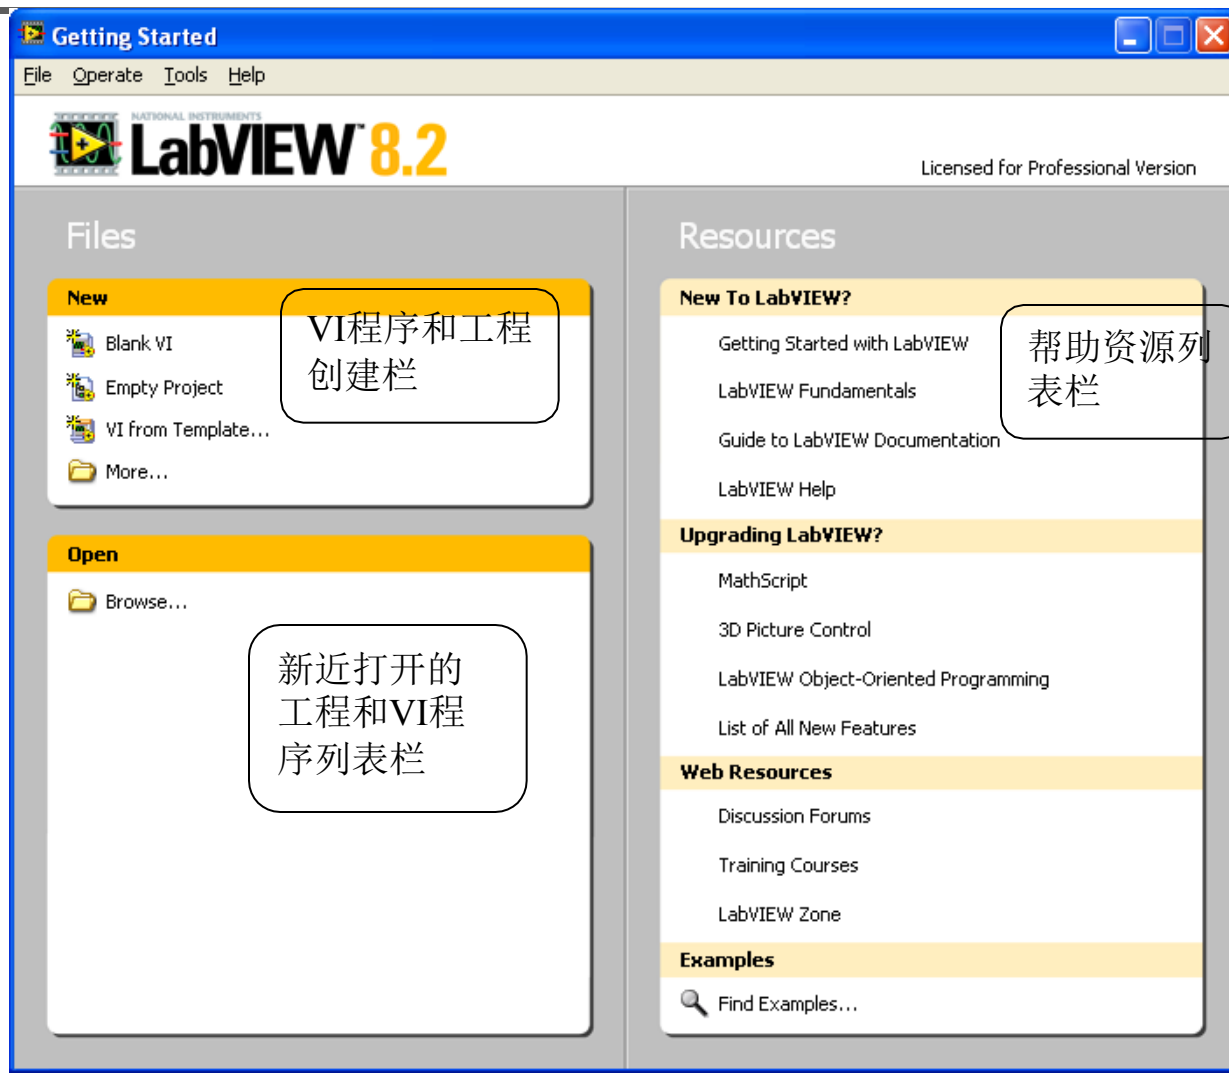 Getting Started
File Operate Tools Help
NATIONAL INSTRUMENTS
LabVIEW™ 8.2
Licensed for Professional Version
Files
New
Blank VI
Empty Project
VI from Template...
More...
VI程序和工程
创建栏
Open
Browse...
新近打开的
工程和VI程
序列表栏
Resources
New To LabVIEW?
Getting Started with LabVIEW
LabVIEW Fundamentals
Guide to LabVIEW Documentation
LabVIEW Help
帮助资源列
表栏
Upgrading LabVIEW?
MathScript
3D Picture Control
LabVIEW Object-Oriented Programming
List of All New Features
Web Resources
Discussion Forums
Training Courses
LabVIEW Zone
Examples
Find Examples...